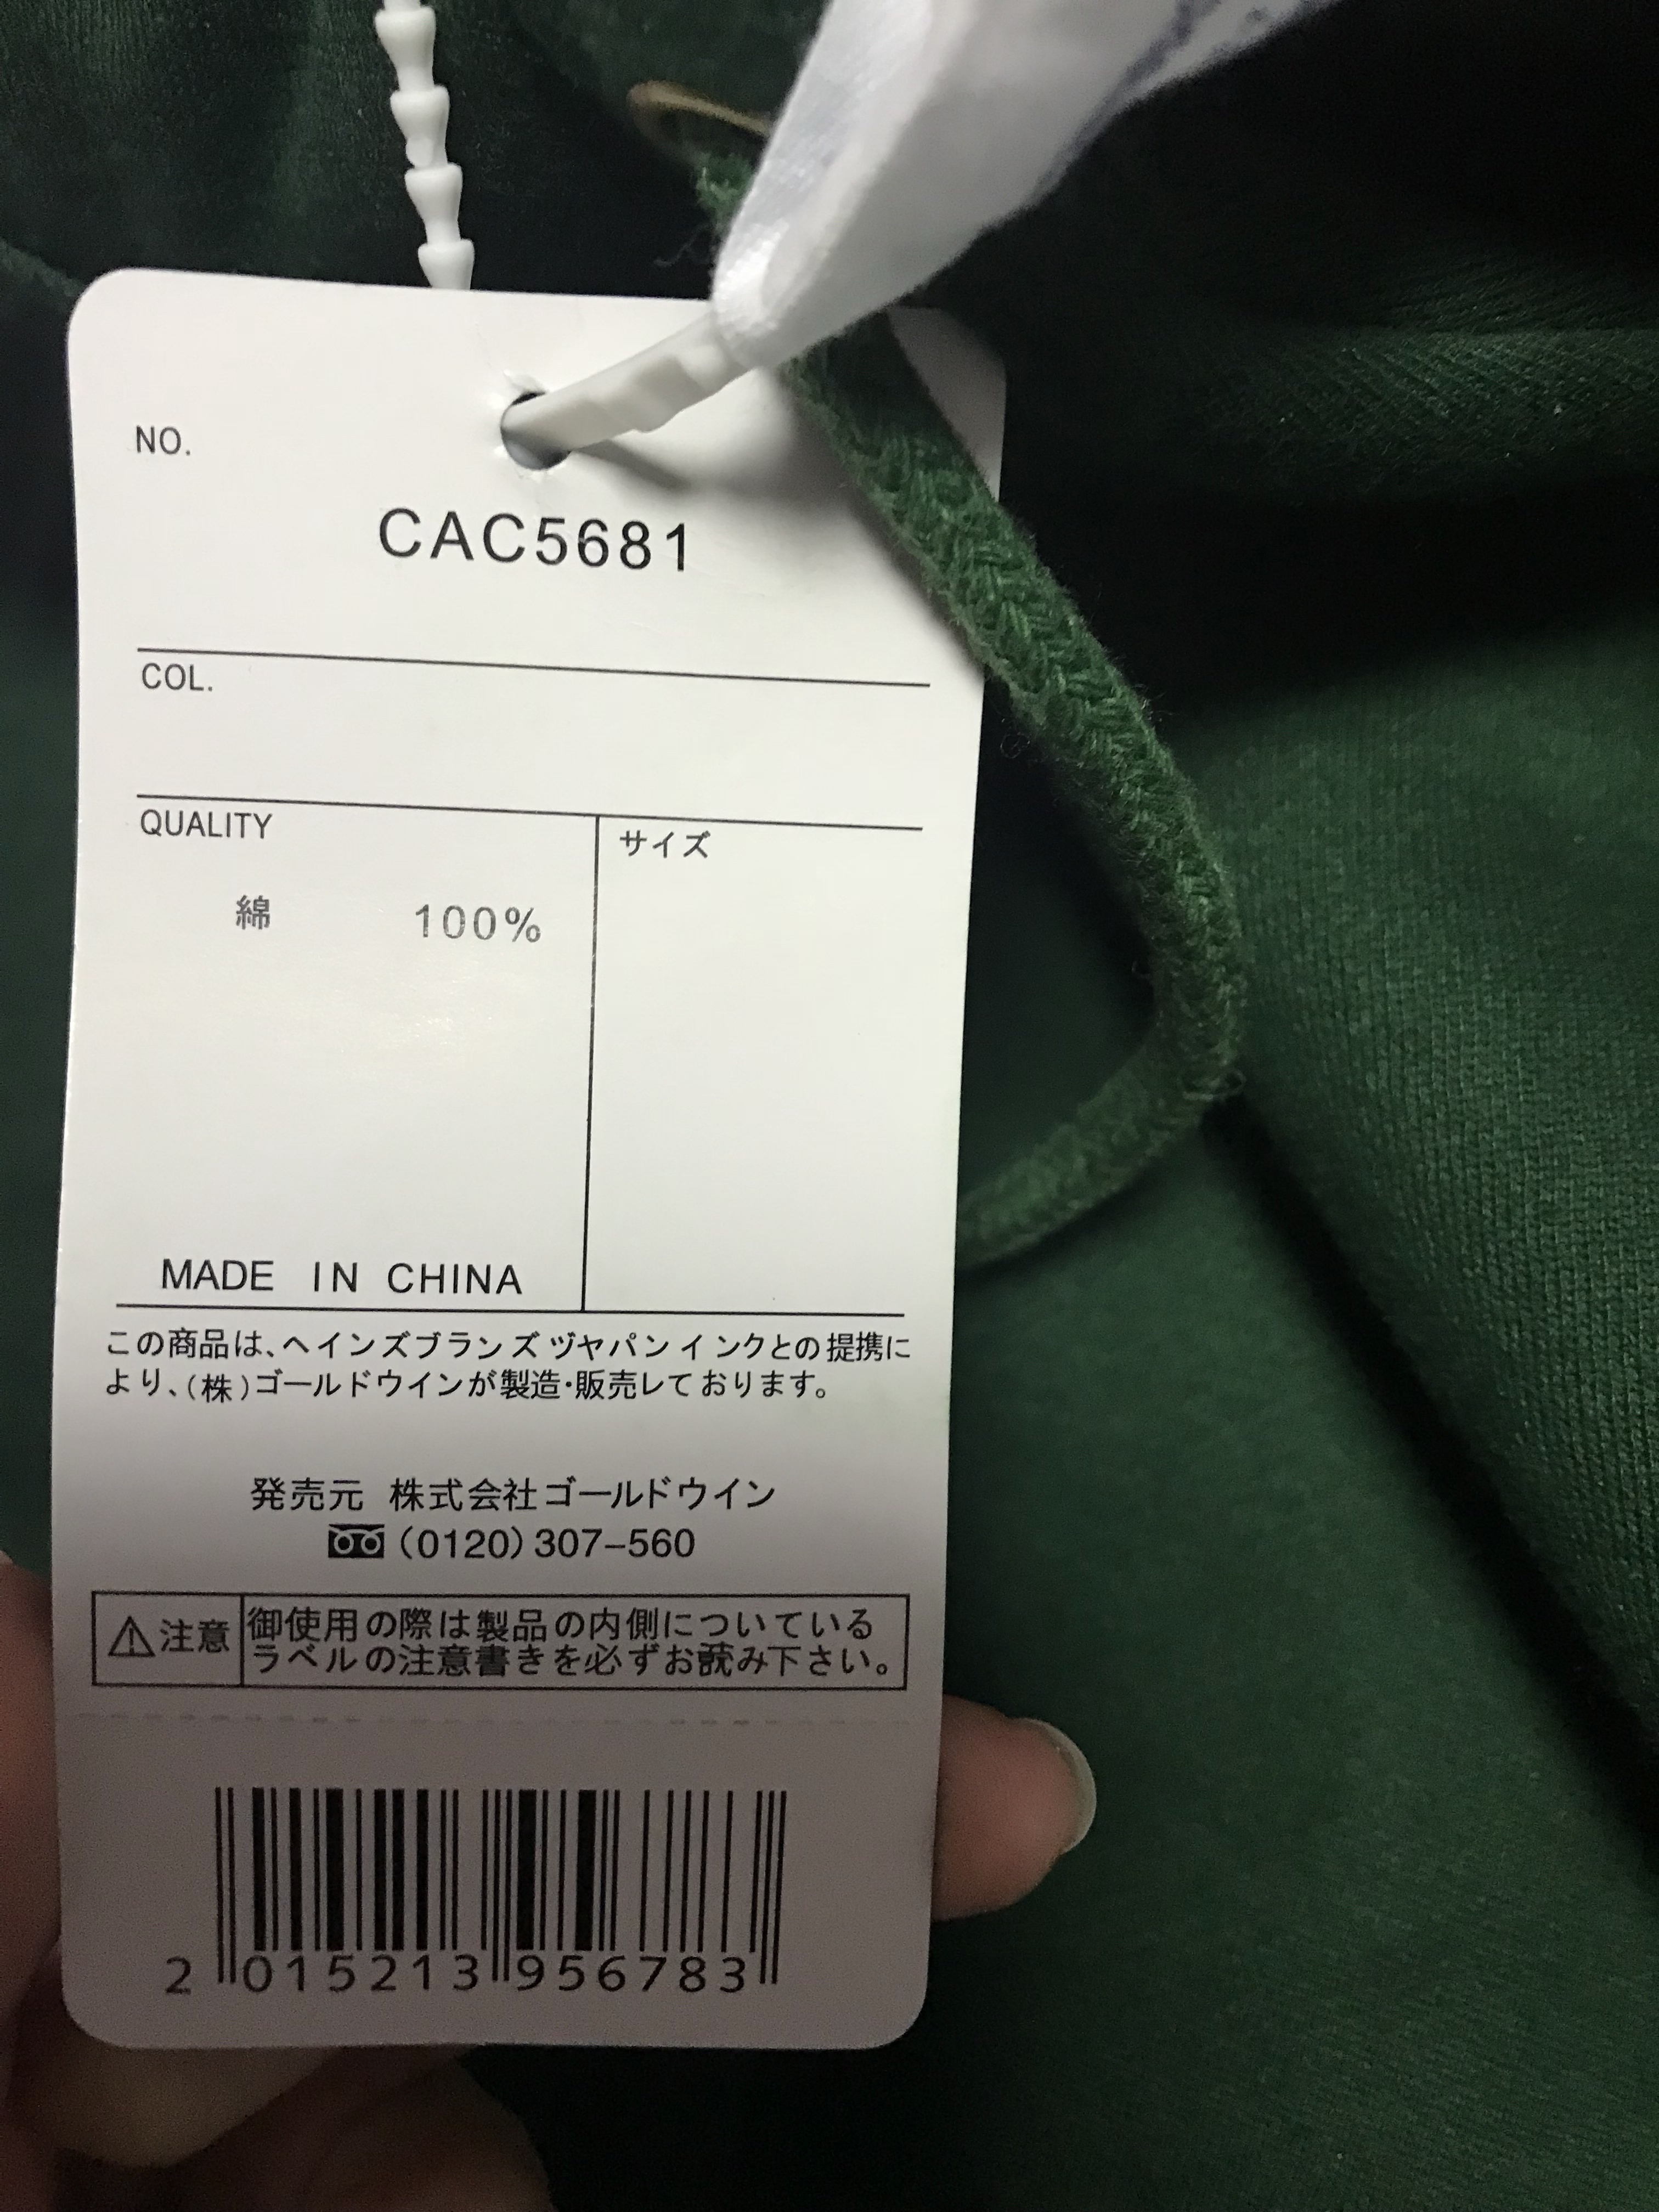 NO.
CAC5681
COL.
QUALITY
サイズ
綿 100%
MADE IN CHINA
この商品は、ヘインズブランズ ヅヤパンインクとの提携に
より、(株)ゴールドウインが製造・販売レております。
発売元 株式会社ゴールドウイン
(0120)307-560
注意
御使用の際は製品の内側についている
ラベルの注意書きを必ずお読み下さい。
2 015213 956783